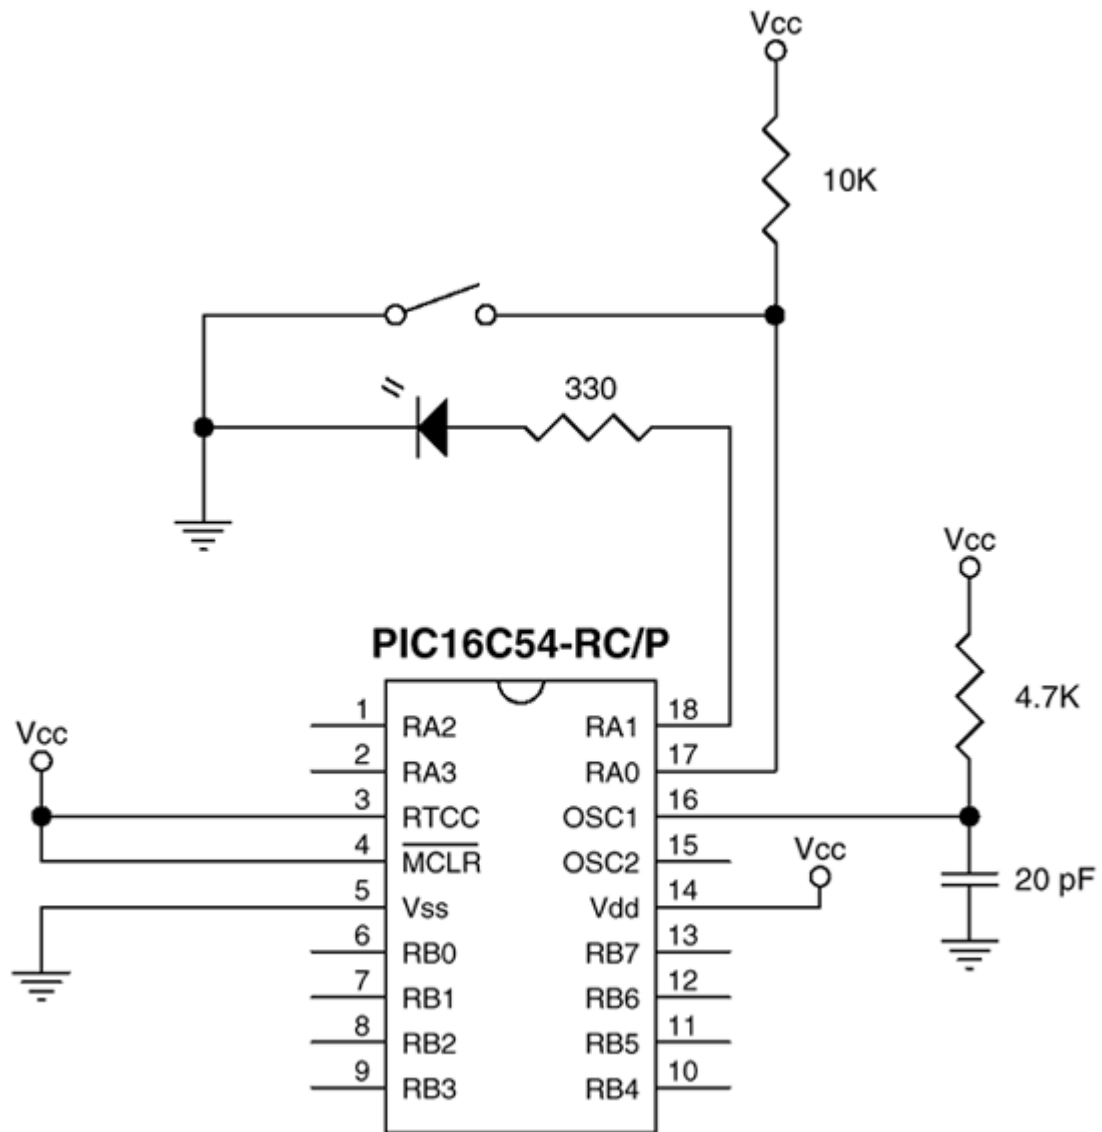 Vcc
10K
330
Vcc
4.7K
20 pF
PIC16C54-RC/P
Vcc
Vcc
1 RA2 RA1 18
2 RA3 RA0 17
3 RTCC OSC1 16
4 MCLR OSC2 15
5 Vss Vdd 14
6 RB0 RB7 13
7 RB1 RB6 12
8 RB2 RB5 11
9 RB3 RB4 10